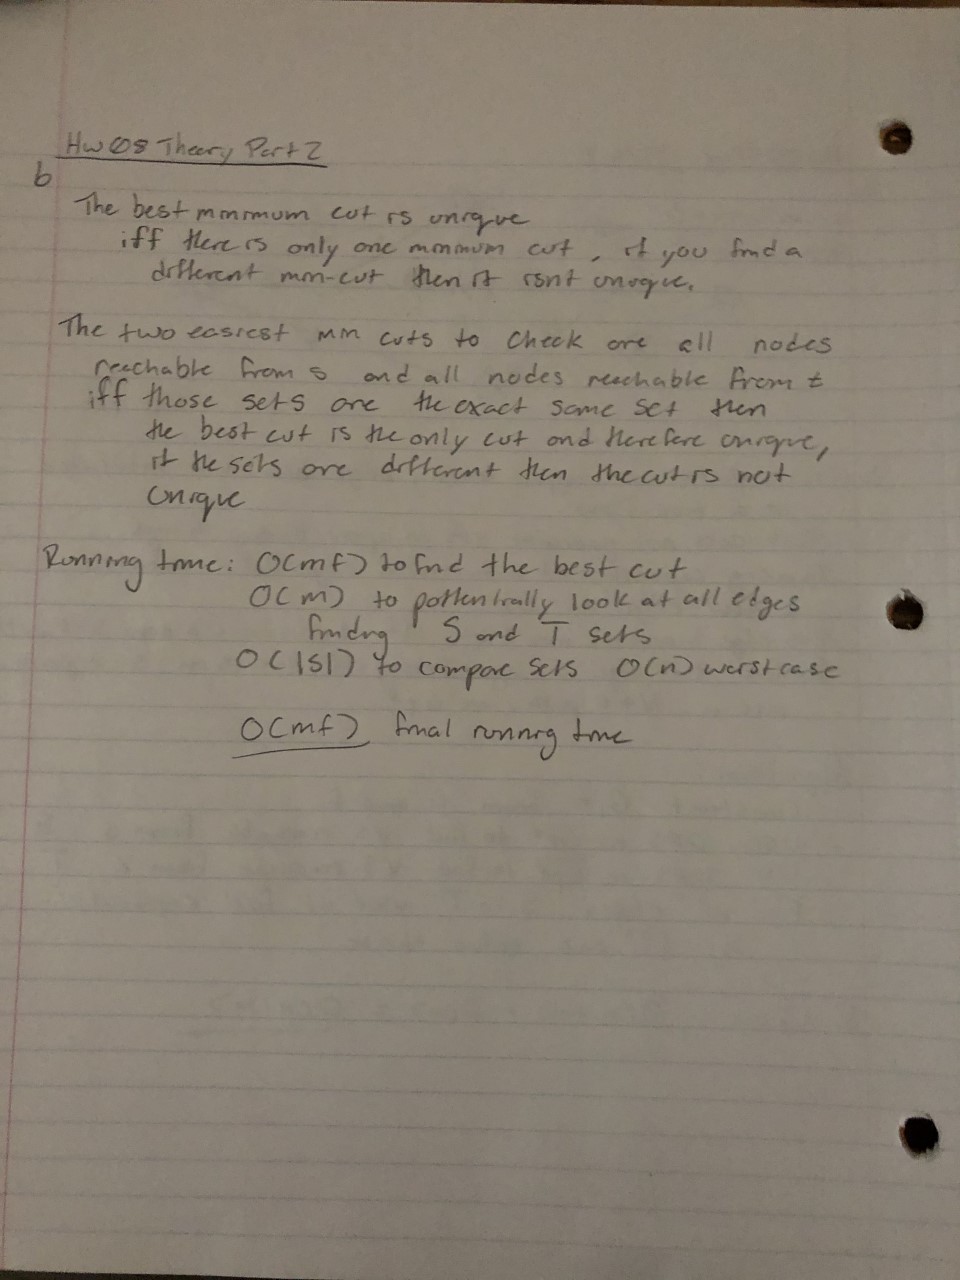 HW 08 Theory Part 2
b
The best minimum cut is unique
iff there is only one minimum cut, if you find a
different min-cut then it isnt unique.
The two easiest min cuts to check are all nodes
reachable from s and all nodes reachable from t
iff those sets are the exact same set then
the best cut is the only cut and therefore unique,
if the sets are different then the cut is not
unique
Running time: O(mf) to find the best cut
O(m) to pottentially look at all edges
finding S and T sets
O(|S|) to compare sets O(n) worst case
O(mf) final running time